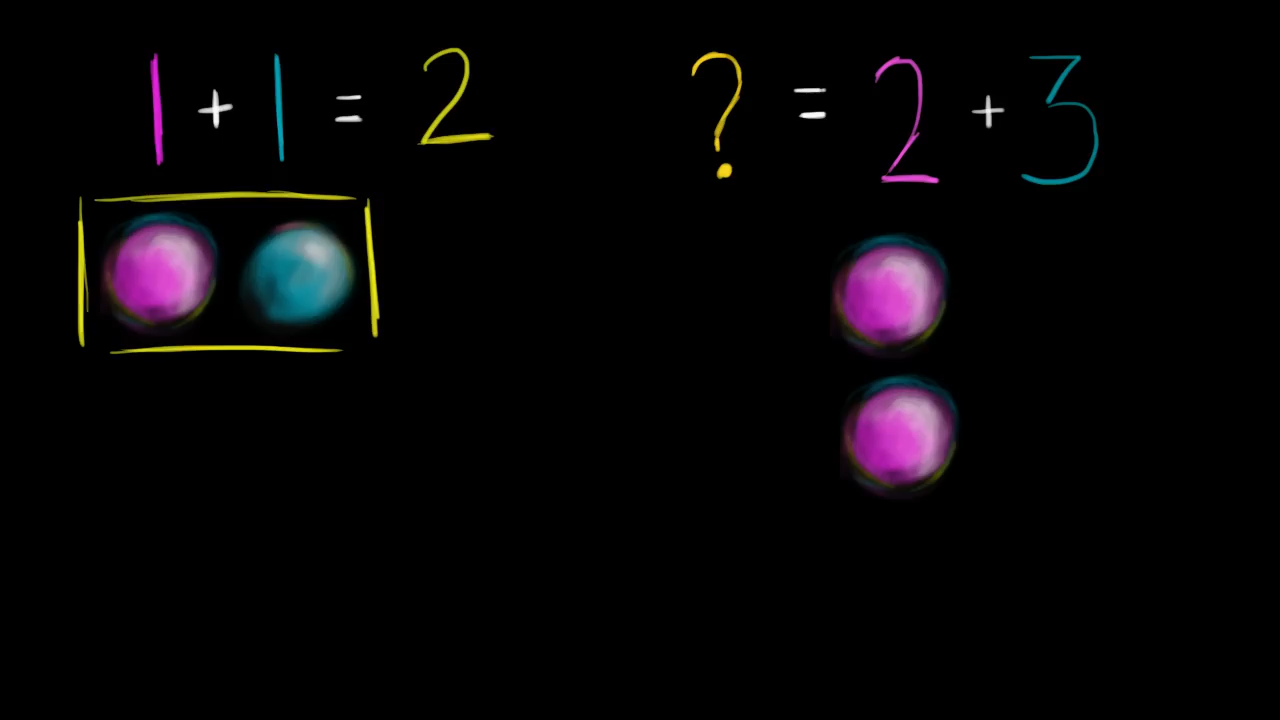 1 + 1 = 2
? = 2 + 3